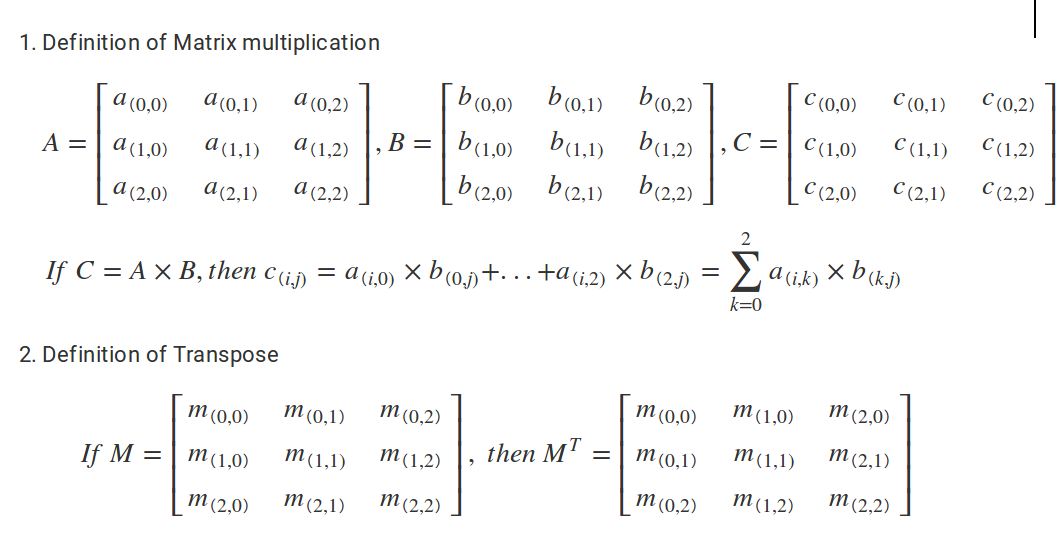 1. Definition of Matrix multiplication
A = [ a(0,0) a(0,1) a(0,2) ; a(1,0) a(1,1) a(1,2) ; a(2,0) a(2,1) a(2,2) ], B = [ b(0,0) b(0,1) b(0,2) ; b(1,0) b(1,1) b(1,2) ; b(2,0) b(2,1) b(2,2) ], C = [ c(0,0) c(0,1) c(0,2) ; c(1,0) c(1,1) c(1,2) ; c(2,0) c(2,1) c(2,2) ]
If C = A × B, then c(i,j) = a(i,0) × b(0,j)+...+a(i,2) × b(2,j) = ∑_{k=0}^{2} a(i,k) × b(k,j)
2. Definition of Transpose
If M = [ m(0,0) m(0,1) m(0,2) ; m(1,0) m(1,1) m(1,2) ; m(2,0) m(2,1) m(2,2) ], then M^T = [ m(0,0) m(1,0) m(2,0) ; m(0,1) m(1,1) m(2,1) ; m(0,2) m(1,2) m(2,2) ]